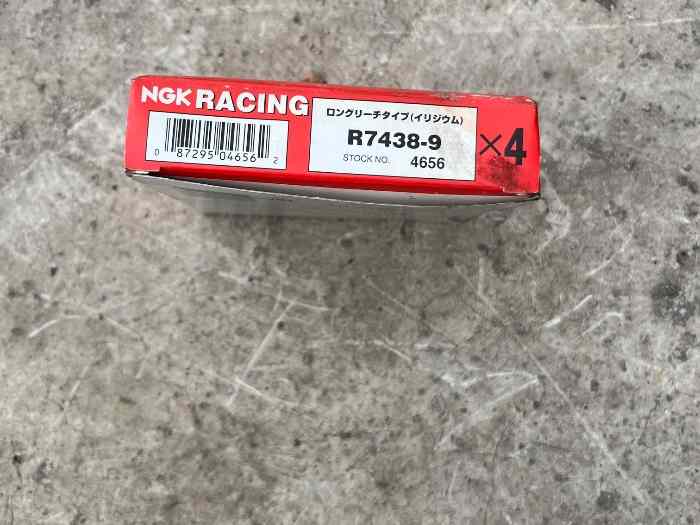 NGK RACING
ロングリーチタイプ(イリジウム)
R7438-9
STOCK NO. 4656
×4
0 87295 04656 2